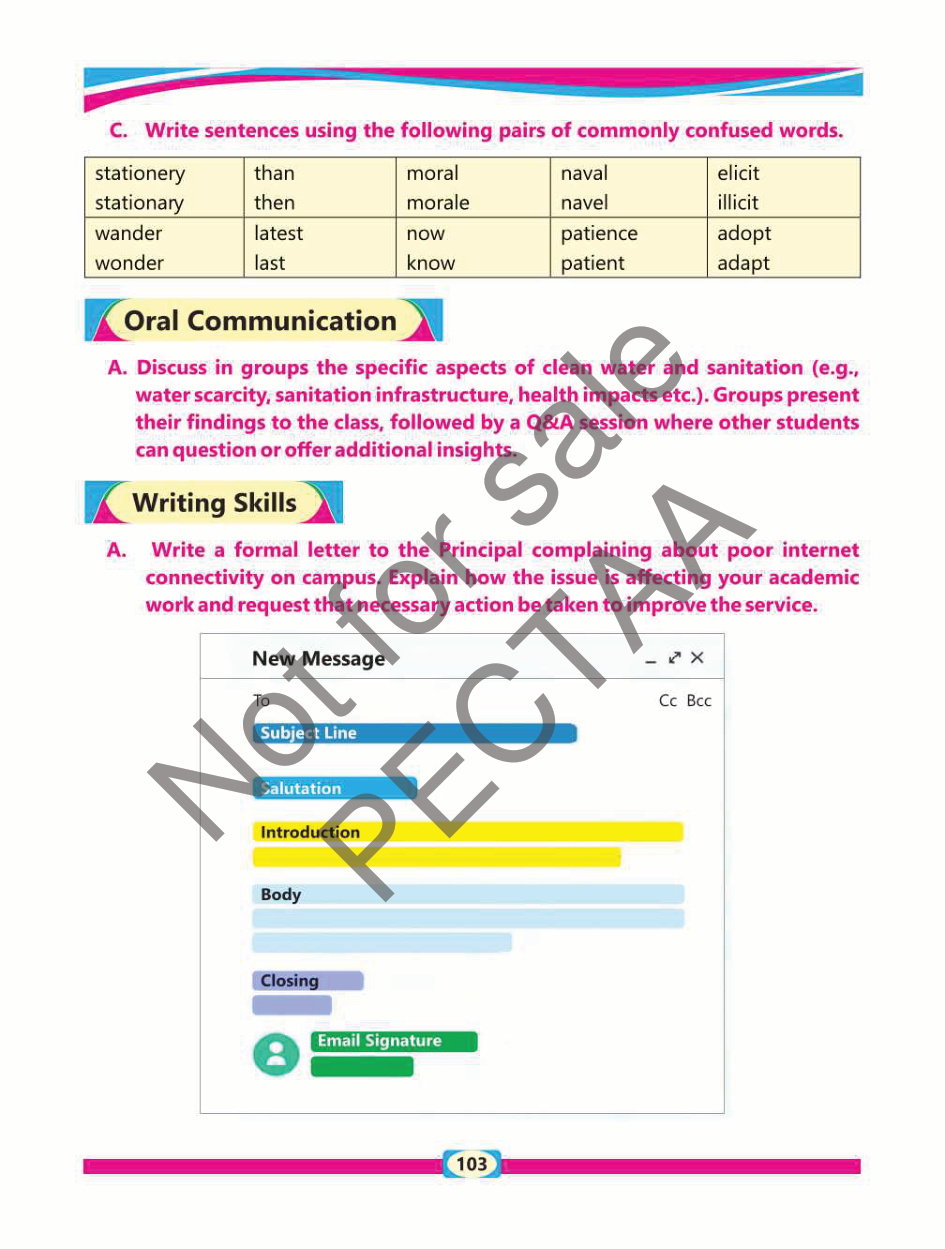 C. Write sentences using the following pairs of commonly confused words.
stationery than moral naval elicit
stationary then morale navel illicit
wander latest now patience adopt
wonder last know patient adapt
Oral Communication
A. Discuss in groups the specific aspects of clean water and sanitation (e.g.,
water scarcity, sanitation infrastructure, health impacts etc.). Groups present
their findings to the class, followed by a Q&A session where other students
can question or offer additional insights.
Writing Skills
A. Write a formal letter to the Principal complaining about poor internet
connectivity on campus. Explain how the issue is affecting your academic
work and request that necessary action be taken to improve the service.
New Message
To Cc Bcc
Subject Line
Salutation
Introduction
Body
Closing
Email Signature
103
Not for sale
PECTAA